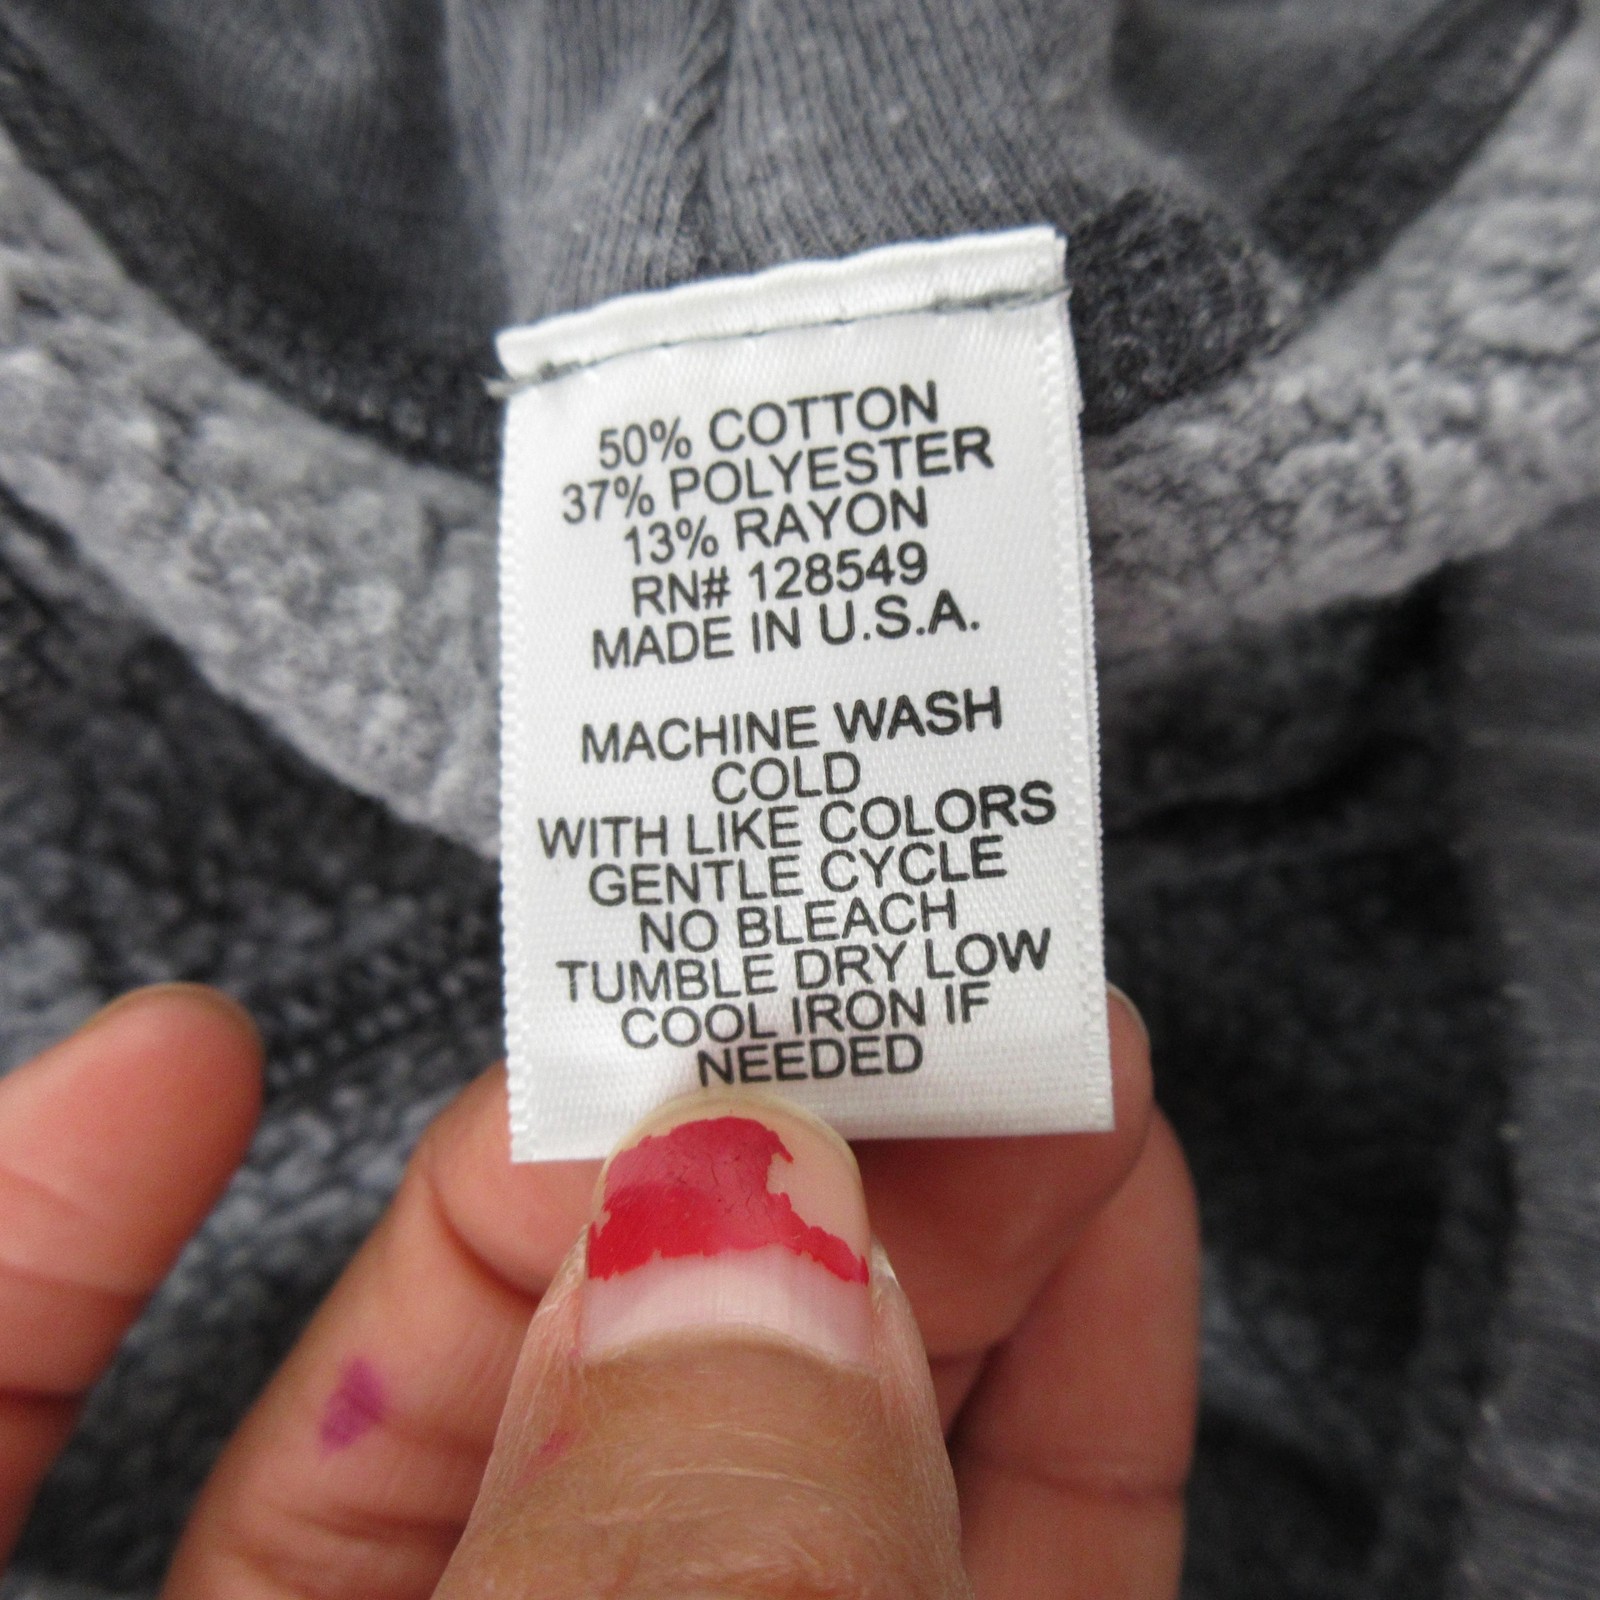 50% COTTON
37% POLYESTER
13% RAYON
RN# 128549
MADE IN U.S.A.
MACHINE WASH
COLD
WITH LIKE COLORS
GENTLE CYCLE
NO BLEACH
TUMBLE DRY LOW
COOL IRON IF
NEEDED